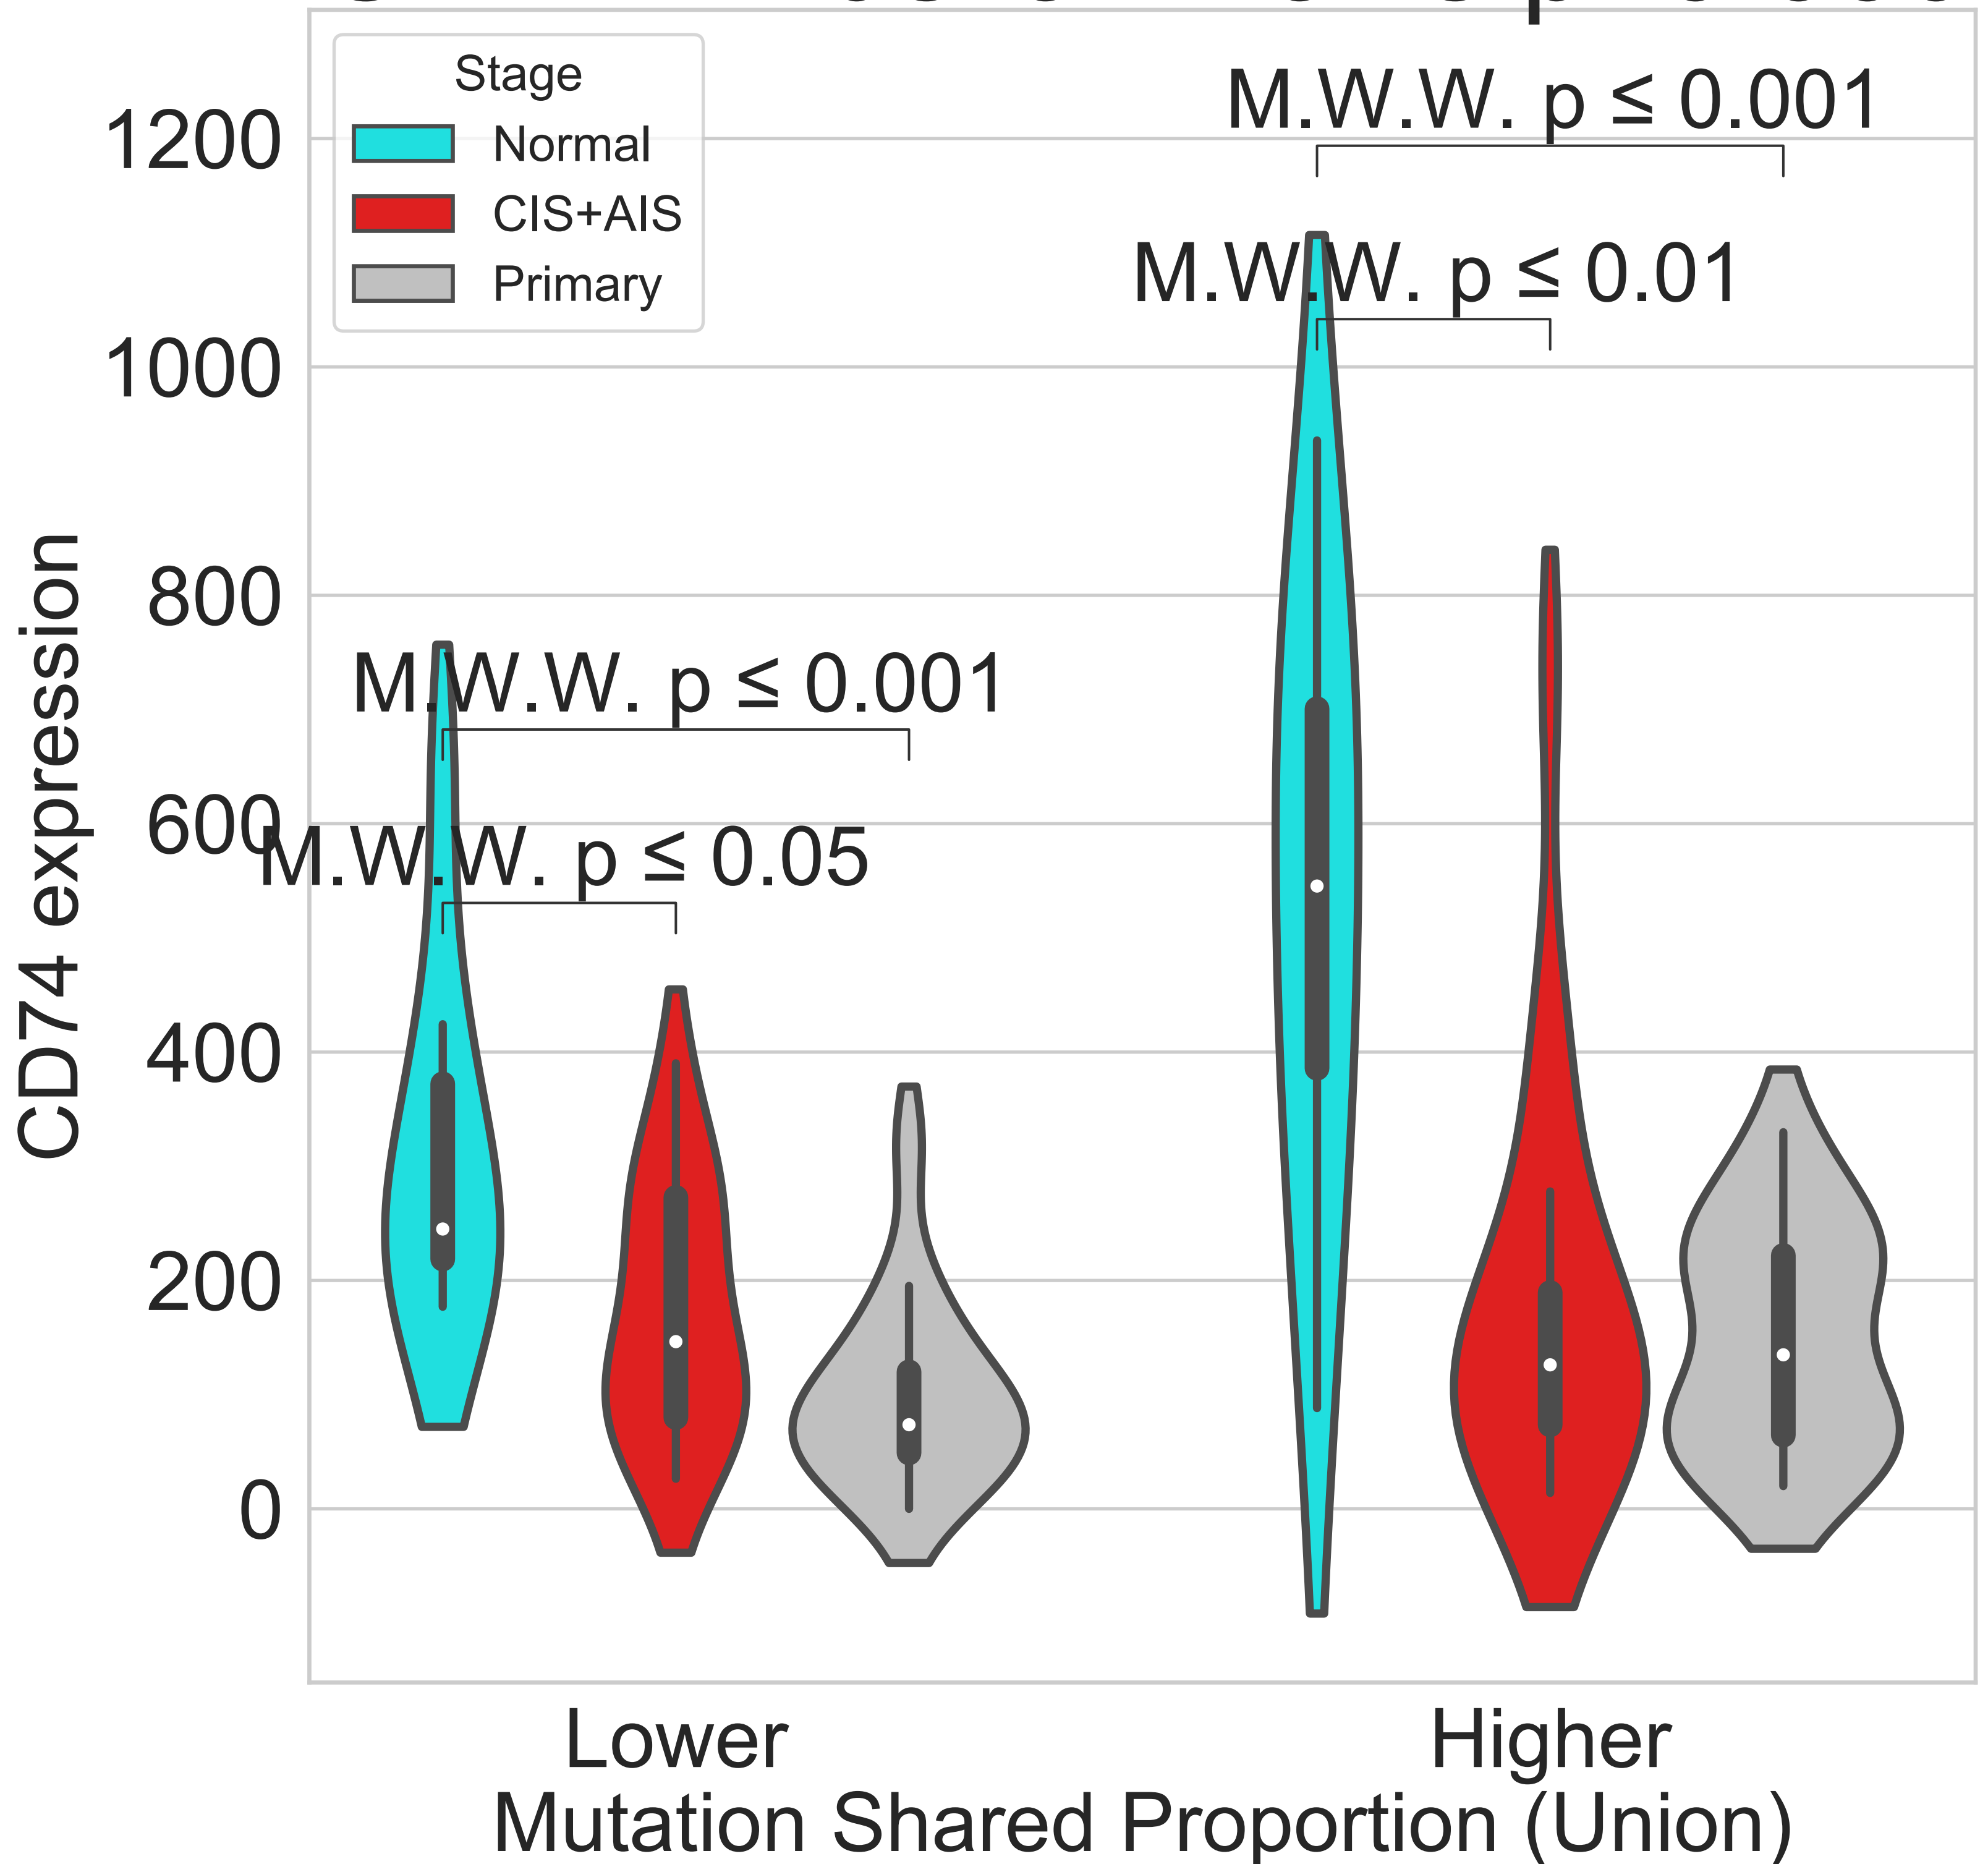 Stage
Normal
CIS+AIS
Primary
M.W.W. p ≤ 0.001
M.W.W. p ≤ 0.01
M.W.W. p ≤ 0.001
M.W.W. p ≤ 0.05
1200
1000
800
600
400
200
0
CD74 expression
Lower
Higher
Mutation Shared Proportion (Union)